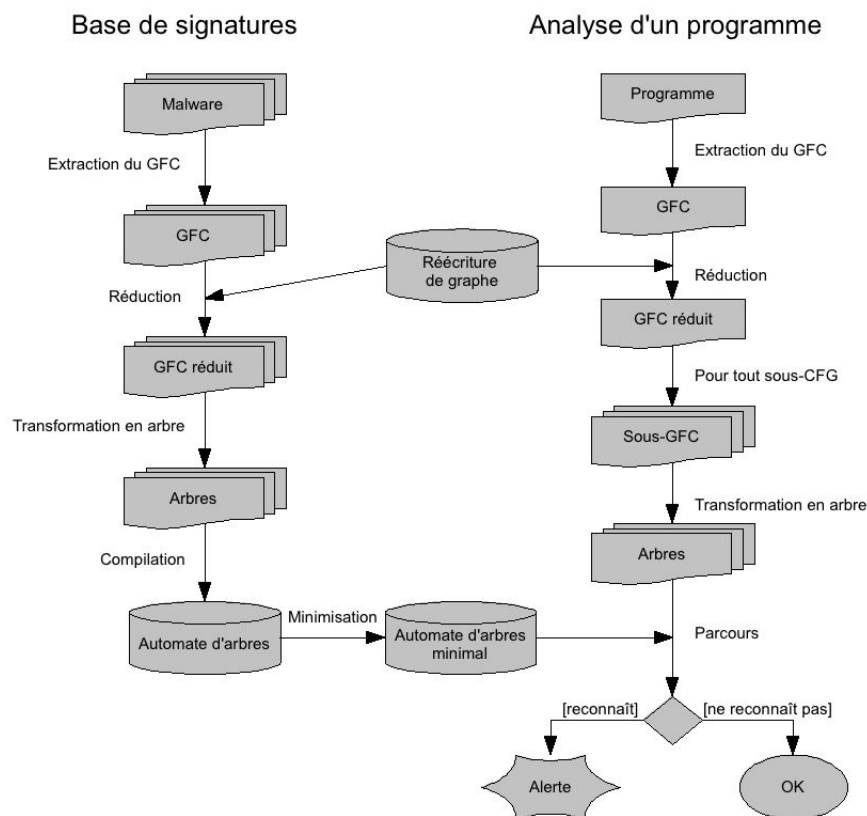 Base de signatures
Analyse d'un programme
Malware
Programme
Extraction du GFC
Extraction du GFC
GFC
GFC
Réécriture
de graphe
Réduction
Réduction
GFC réduit
GFC réduit
Pour tout sous-CFG
Transformation en arbre
Sous-GFC
Arbres
Transformation en arbre
Compilation
Arbres
Automate d'arbres
Minimisation
Automate d'arbres
minimal
Parcours
[reconnaît]
[ne reconnaît pas]
Alerte
OK